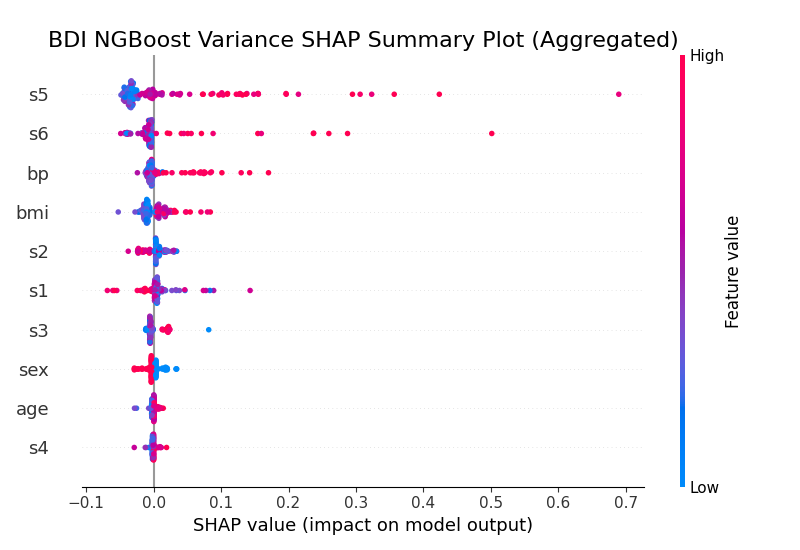 BDI NGBoost Variance SHAP Summary Plot (Aggregated)
High
s5
s6
bp
bmi
s2
s1
s3
sex
age
s4
Feature value
Low
−0.1 0.0 0.1 0.2 0.3 0.4 0.5 0.6 0.7
SHAP value (impact on model output)